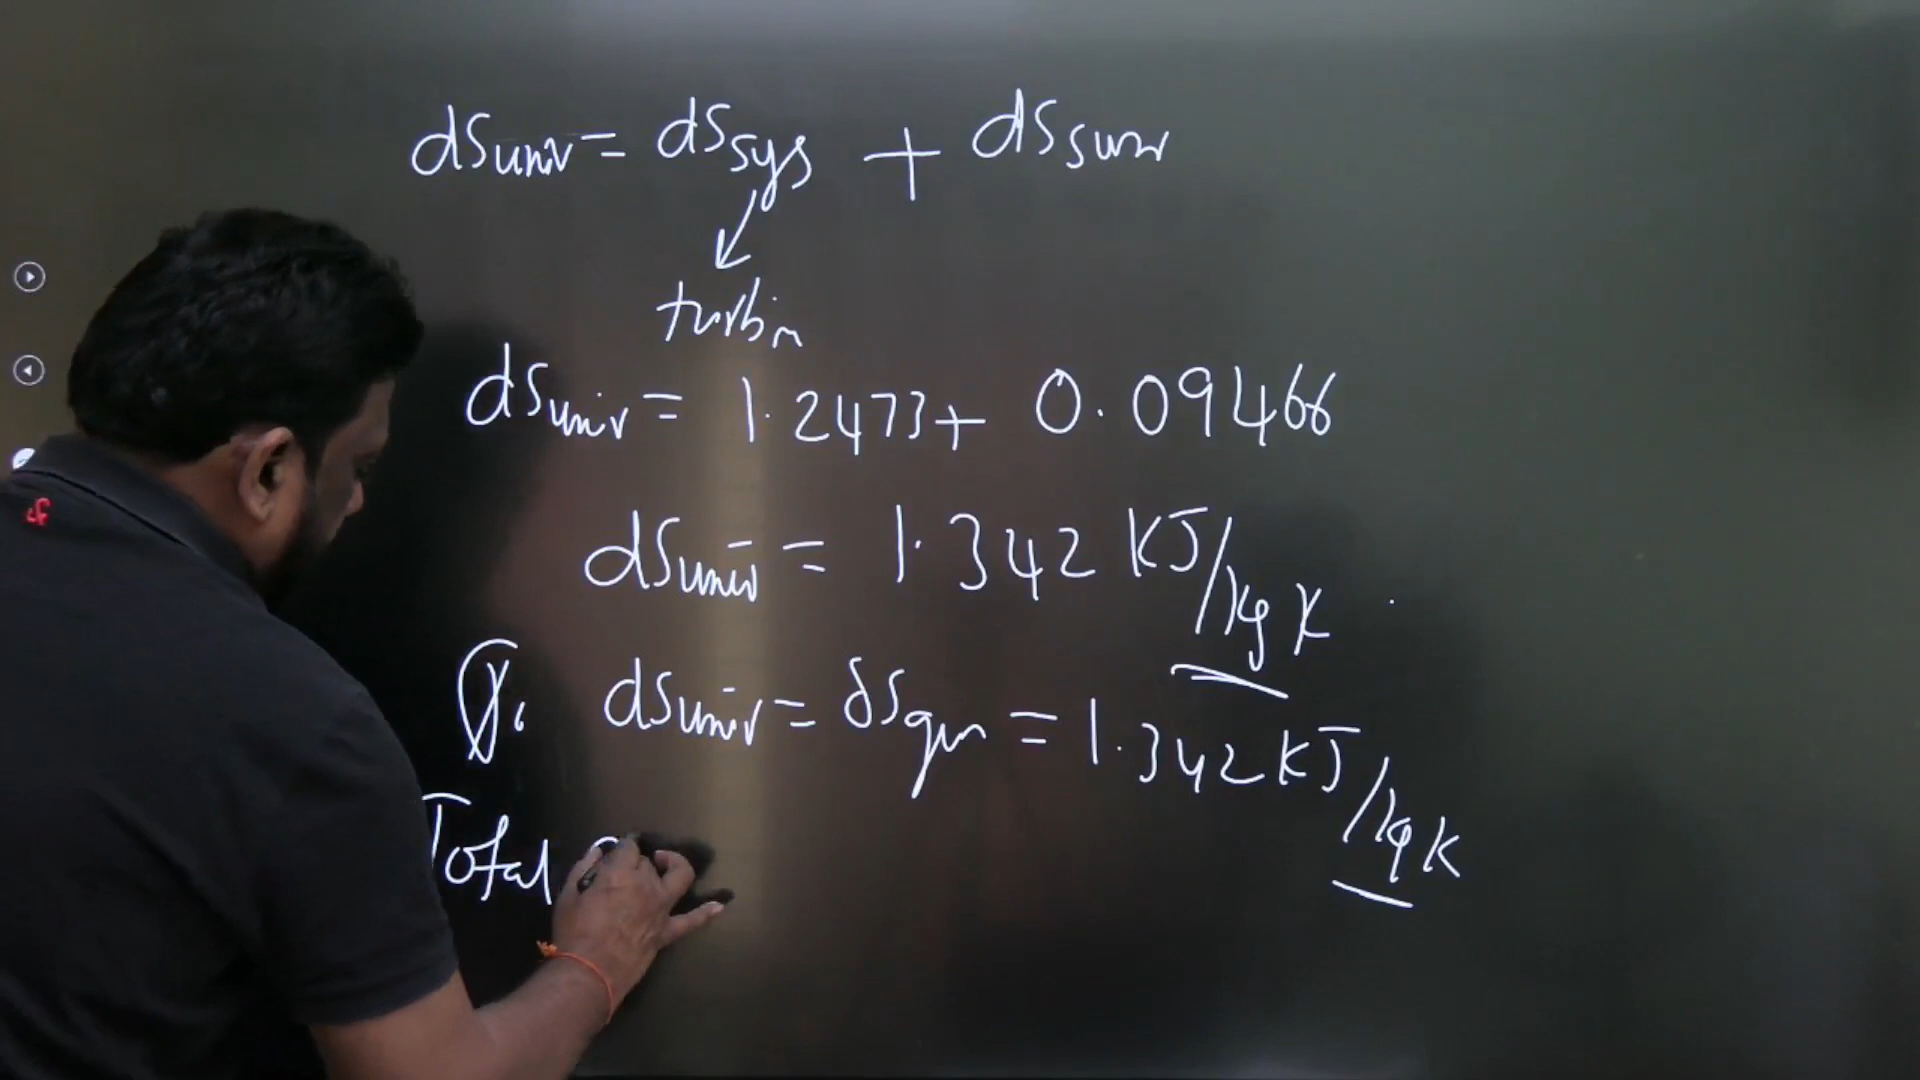 dSuniv = dSsys + dSsurr
turbin
dSuniv = 1.2473 + 0.09466
dSuniv = 1.342 KJ/kg K
dSuniv = δSgen = 1.342 KJ/kg K
Total